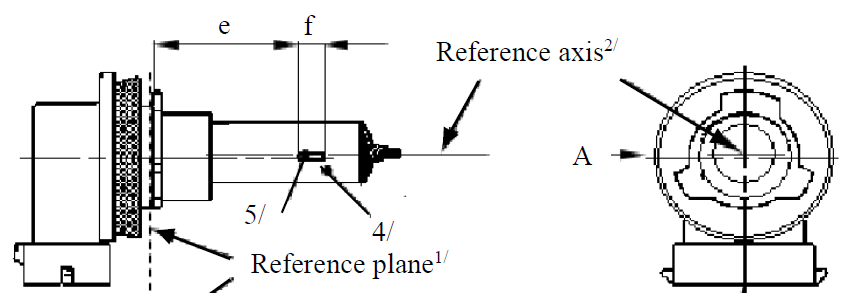 e f
Reference axis2/
A
5/
4/
Reference plane1/